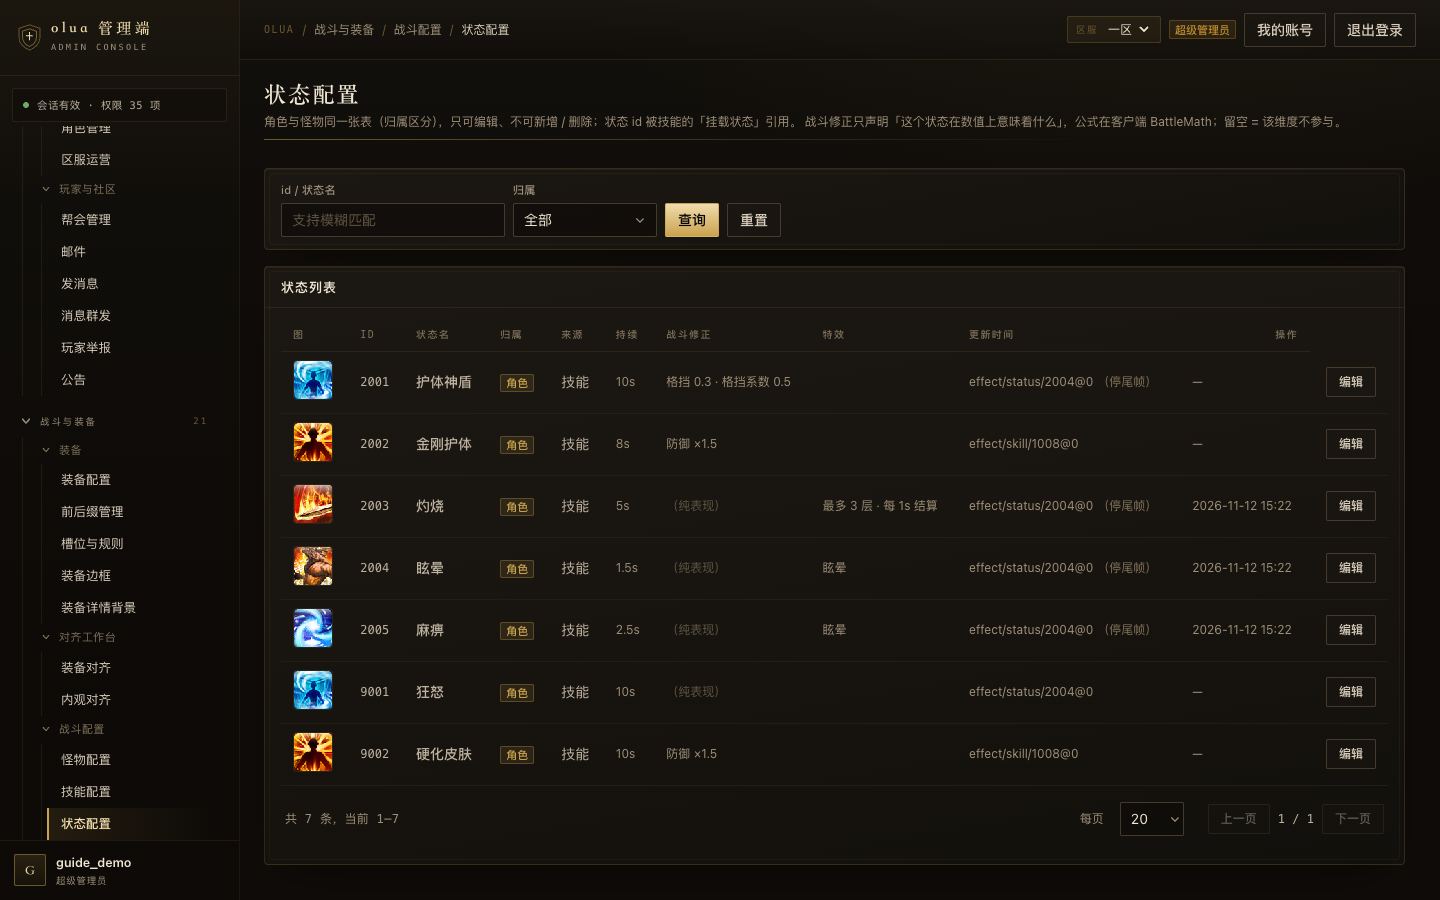 olua 管理端
ADMIN CONSOLE
会话有效 · 权限 35 项
角色管理
区服运营
玩家与社区
帮会管理
邮件
发消息
消息群发
玩家举报
公告
战斗与装备 21
装备
装备配置
前后缀管理
槽位与规则
装备边框
装备详情背景
对齐工作台
装备对齐
内观对齐
战斗配置
怪物配置
技能配置
状态配置
G guide_demo
超级管理员
OLUA / 战斗与装备 / 战斗配置 / 状态配置
区服 一区 超级管理员 我的账号 退出登录
状态配置
角色与怪物同一张表（归属区分），只可编辑、不可新增 / 删除；状态 id 被技能的「挂载状态」引用。 战斗修正只声明「这个状态在数值上意味着什么」，公式在客户端 BattleMath；留空 = 该维度不参与。
id / 状态名 归属
支持模糊匹配 全部 查询 重置
状态列表
图 ID 状态名 归属 来源 持续 战斗修正 特效 更新时间 操作
2001 护体神盾 角色 技能 10s 格挡 0.3 · 格挡系数 0.5 effect/status/2004@0 （停尾帧） — 编辑
2002 金刚护体 角色 技能 8s 防御 ×1.5 effect/skill/1008@0 — 编辑
2003 灼烧 角色 技能 5s （纯表现） 最多 3 层 · 每 1s 结算 effect/status/2004@0 （停尾帧） 2026-11-12 15:22 编辑
2004 眩晕 角色 技能 1.5s （纯表现） 眩晕 effect/status/2004@0 （停尾帧） 2026-11-12 15:22 编辑
2005 麻痹 角色 技能 2.5s （纯表现） 眩晕 effect/status/2004@0 （停尾帧） 2026-11-12 15:22 编辑
9001 狂怒 角色 技能 10s （纯表现） effect/status/2004@0 — 编辑
9002 硬化皮肤 角色 技能 10s 防御 ×1.5 effect/skill/1008@0 — 编辑
共 7 条，当前 1–7 每页 20 上一页 1 / 1 下一页